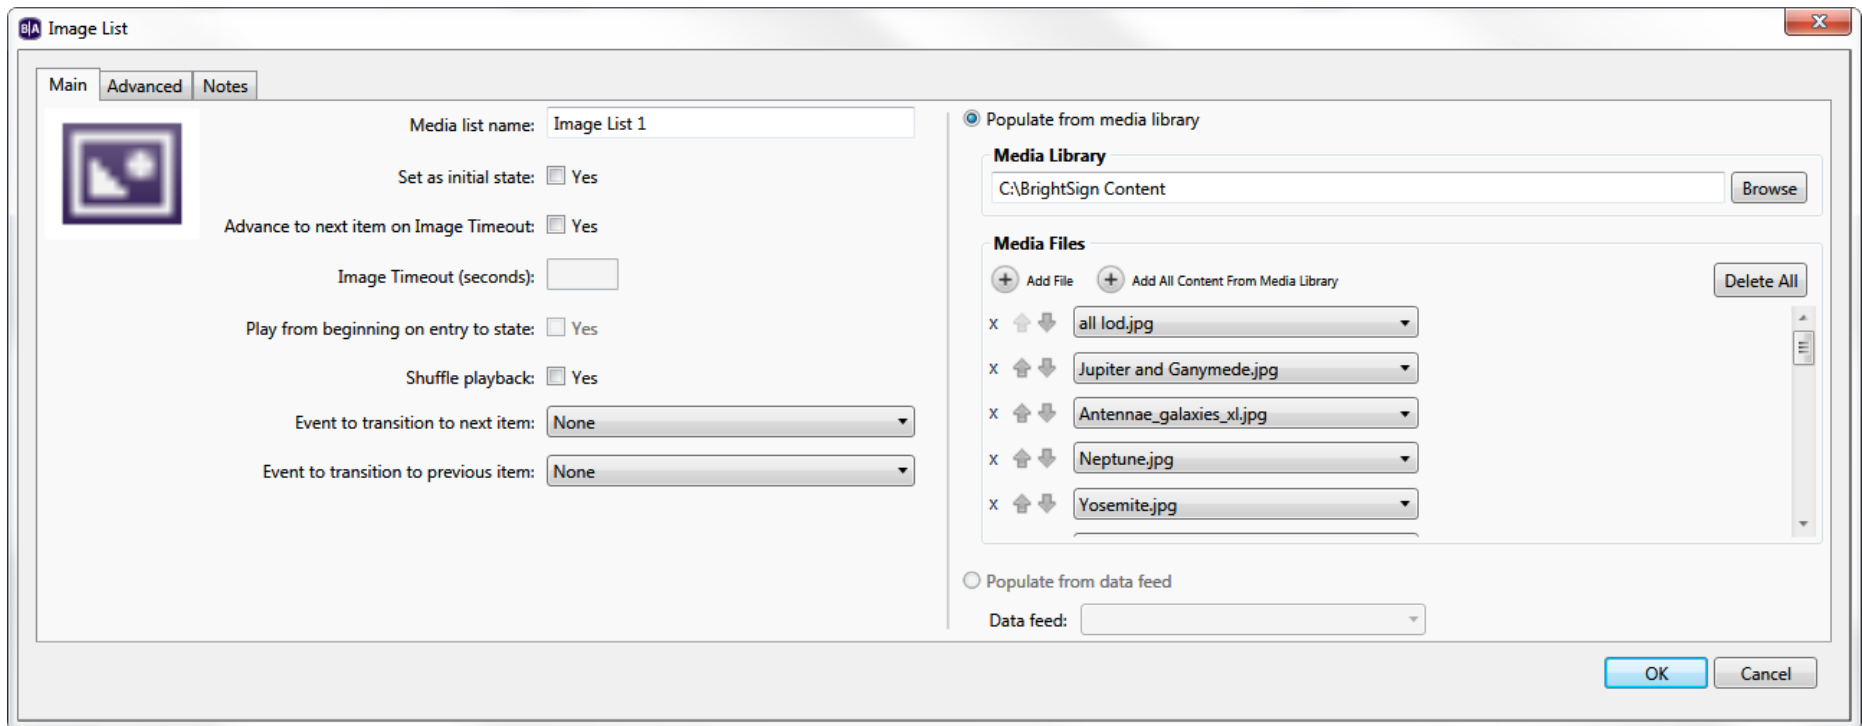 B|A Image List
Main Advanced Notes
Media list name: Image List 1
Set as initial state: Yes
Advance to next item on Image Timeout: Yes
Image Timeout (seconds):
Play from beginning on entry to state: Yes
Shuffle playback: Yes
Event to transition to next item: None
Event to transition to previous item: None
Populate from media library
Media Library
C:\BrightSign Content Browse
Media Files
+ Add File + Add All Content From Media Library Delete All
x all lod.jpg
x Jupiter and Ganymede.jpg
x Antennae_galaxies_xl.jpg
x Neptune.jpg
x Yosemite.jpg
Populate from data feed
Data feed:
OK Cancel